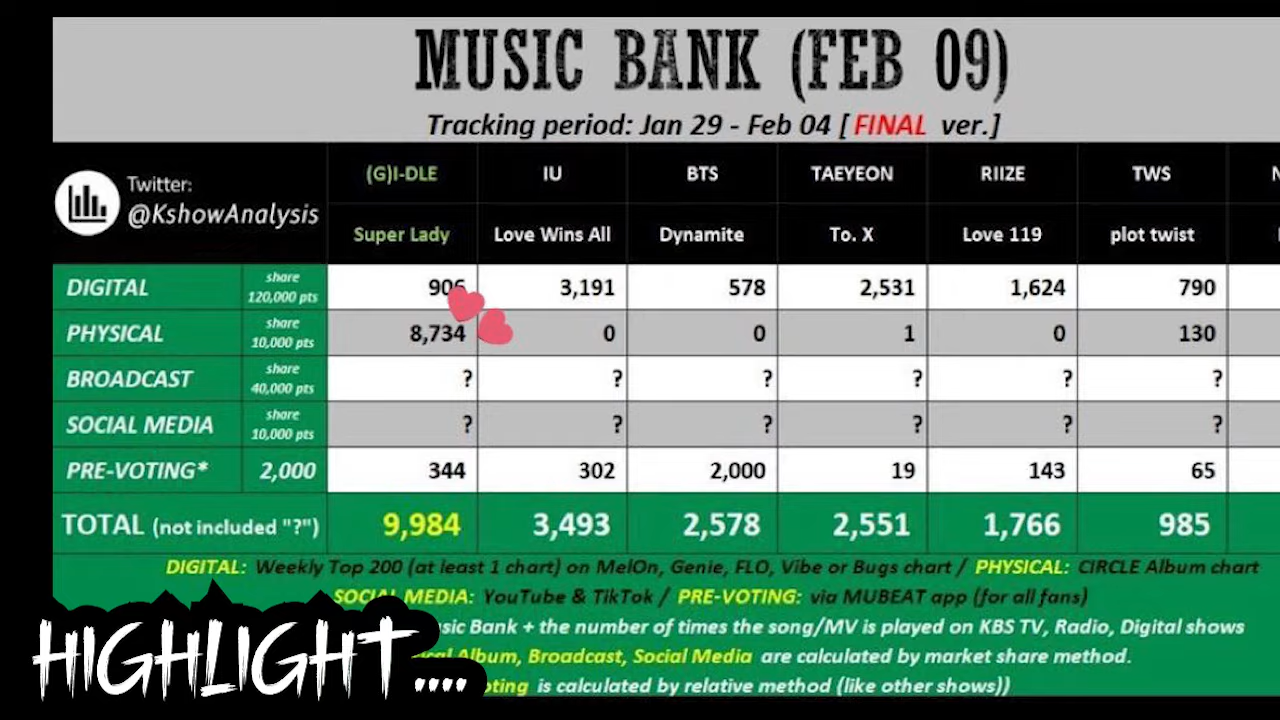 MUSIC BANK (FEB 09)
Tracking period: Jan 29 - Feb 04 [ FINAL ver.]
Twitter:
@KshowAnalysis
(G)I-DLE IU BTS TAEYEON RIIZE TWS
Super Lady Love Wins All Dynamite To. X Love 119 plot twist
DIGITAL share 120,000 pts 906 3,191 578 2,531 1,624 790
PHYSICAL share 10,000 pts 8,734 0 0 1 0 130
BROADCAST share 40,000 pts ? ? ? ? ? ?
SOCIAL MEDIA share 10,000 pts ? ? ? ? ? ?
PRE-VOTING* 2,000 344 302 2,000 19 143 65
TOTAL (not included "?") 9,984 3,493 2,578 2,551 1,766 985
DIGITAL: Weekly Top 200 (at least 1 chart) on MelOn, Genie, FLO, Vibe or Bugs chart / PHYSICAL: CIRCLE Album chart
SOCIAL MEDIA: YouTube & TikTok / PRE-VOTING: via MUBEAT app (for all fans)
Bank + the number of times the song/MV is played on KBS TV, Radio, Digital shows
Album, Broadcast, Social Media are calculated by market share method.
is calculated by relative method (like other shows))
HIGHLIGHT....